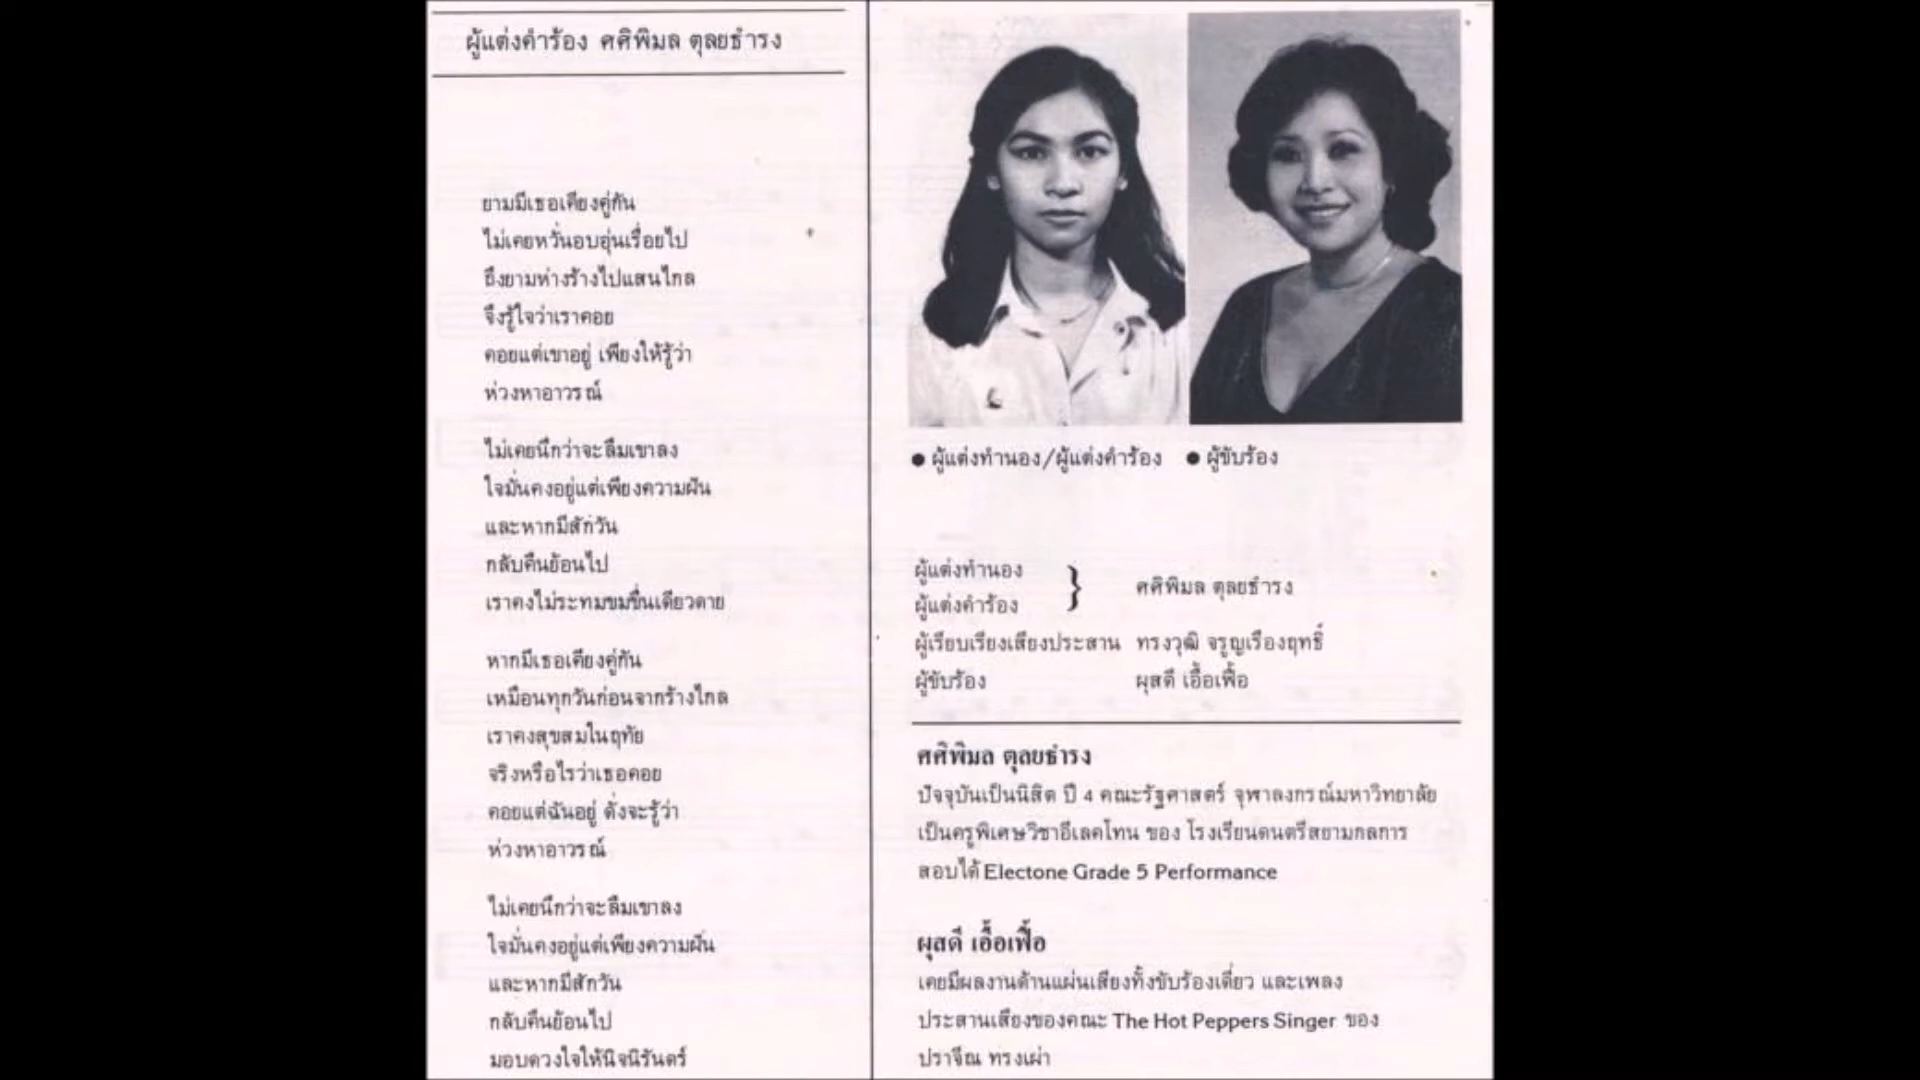 ผู้แต่งคำร้อง ศศิพิมล ตุลยธำรง
ยามมีเธอเคียงคู่กัน
ไม่เคยหวั่นอบอุ่นเรื่อยไป
ถึงยามห่างร้างไปแสนไกล
จึงรู้ใจว่าเราคอย
คอยแต่เขาอยู่ เพียงให้รู้ว่า
ห่วงหาอาวรณ์
ไม่เคยนึกว่าจะลืมเขาลง
ใจมั่นคงอยู่แต่เพียงความฝัน
และหากมีสักวัน
กลับคืนย้อนไป
เราคงไม่ระทมขมขื่นเดียวดาย
หากมีเธอเคียงคู่กัน
เหมือนทุกวันก่อนจากร้างไกล
เราคงสุขสมในฤทัย
จริงหรือไรว่าเธอคอย
คอยแต่ฉันอยู่ ดั่งจะรู้ว่า
ห่วงหาอาวรณ์
ไม่เคยนึกว่าจะลืมเขาลง
ใจมั่นคงอยู่แต่เพียงความฝัน
และหากมีสักวัน
กลับคืนย้อนไป
มอบดวงใจให้นิจนิรันดร์
● ผู้แต่งทำนอง/ผู้แต่งคำร้อง ● ผู้ขับร้อง
ผู้แต่งทำนอง
ผู้แต่งคำร้อง } ศศิพิมล ตุลยธำรง
ผู้เรียบเรียงเสียงประสาน ทรงวุฒิ จรูญเรืองฤทธิ์
ผู้ขับร้อง ผุสดี เอื้อเฟื้อ
ศศิพิมล ตุลยธำรง
ปัจจุบันเป็นนิสิต ปี 4 คณะรัฐศาสตร์ จุฬาลงกรณ์มหาวิทยาลัย
เป็นครูพิเศษวิชาอีเลคโทน ของ โรงเรียนดนตรีสยามกลการ
สอบได้ Electone Grade 5 Performance
ผุสดี เอื้อเฟื้อ
เคยมีผลงานด้านแผ่นเสียงทั้งขับร้องเดี่ยว และเพลง
ประสานเสียงของคณะ The Hot Peppers Singer ของ
ปราจีณ ทรงเผ่า